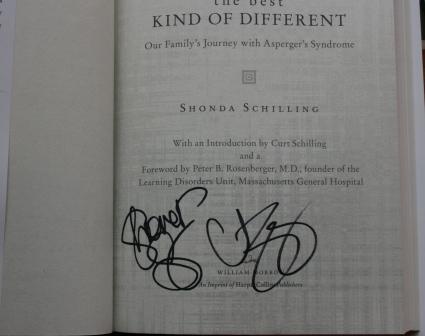 the best
KIND OF DIFFERENT
Our Family's Journey with Asperger's Syndrome
SHONDA SCHILLING
With an Introduction by Curt Schilling
and a
Foreword by Peter B. Rosenberger, M.D., founder of the
Learning Disorders Unit, Massachusetts General Hospital
WILLIAM MORROW
An Imprint of HarperCollinsPublishers